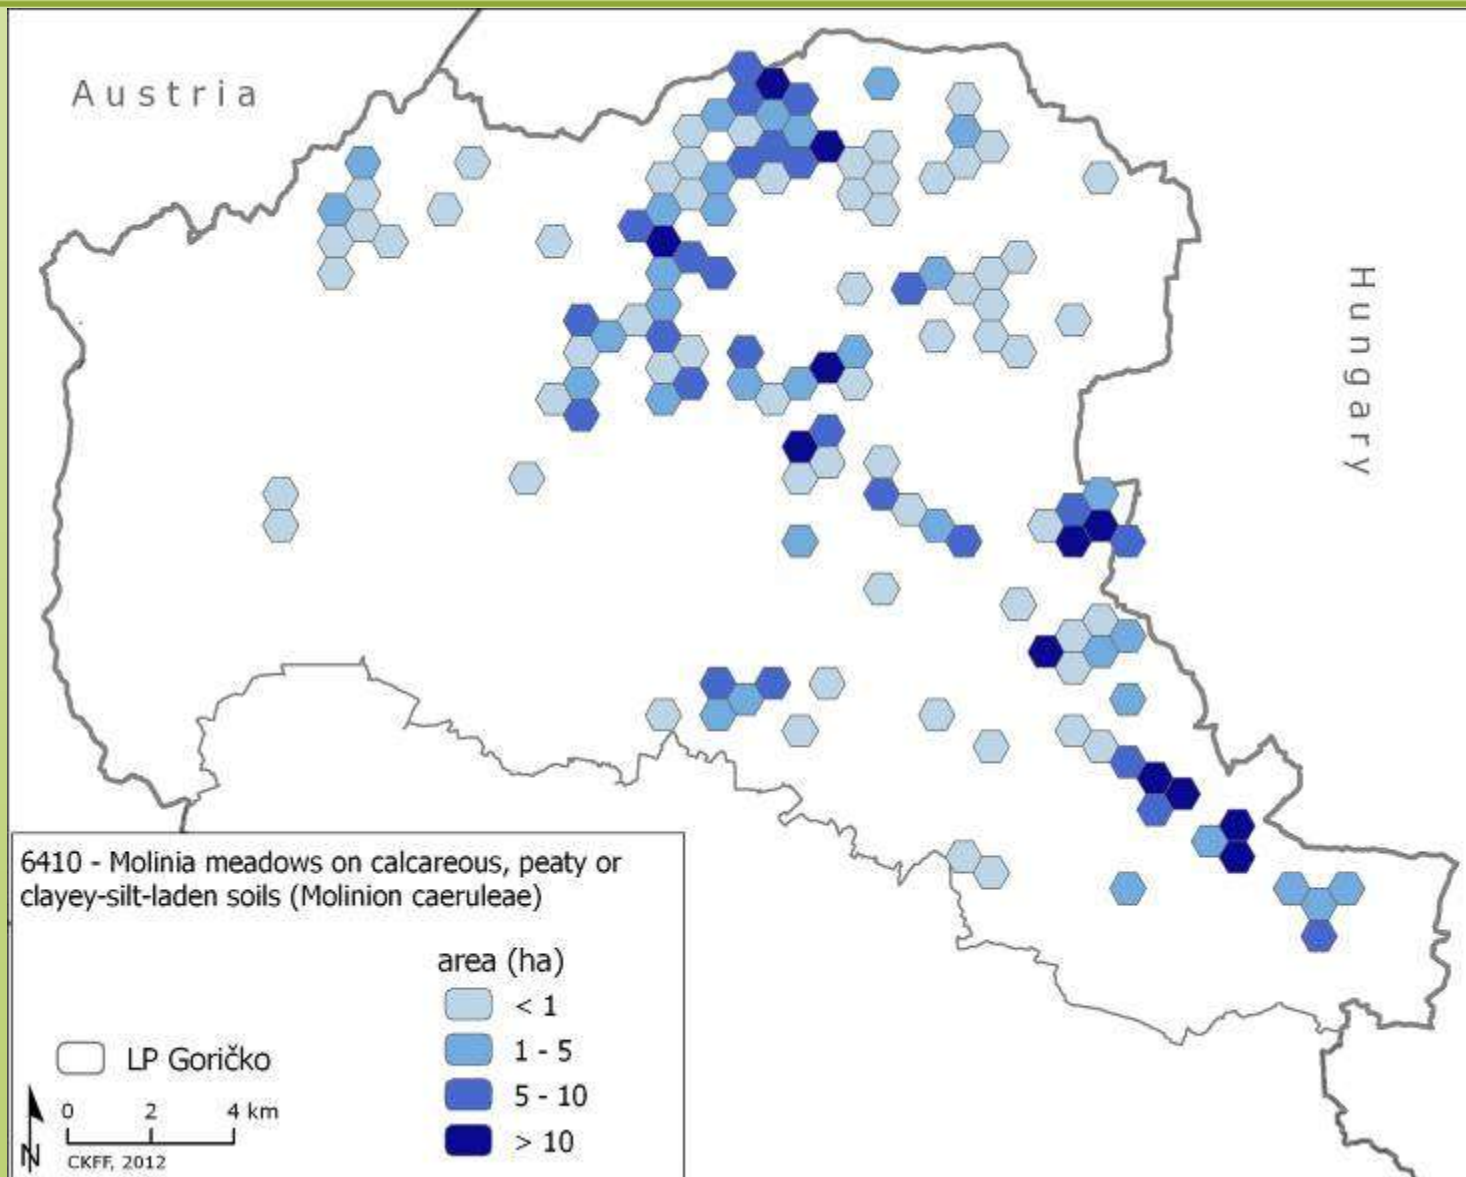 Austria
Hungary
6410 - Molinia meadows on calcareous, peaty or
clayey-silt-laden soils (Molinion caeruleae)
area (ha)
< 1
1 - 5
5 - 10
> 10
LP Goričko
0 2 4 km
N
CKFF, 2012